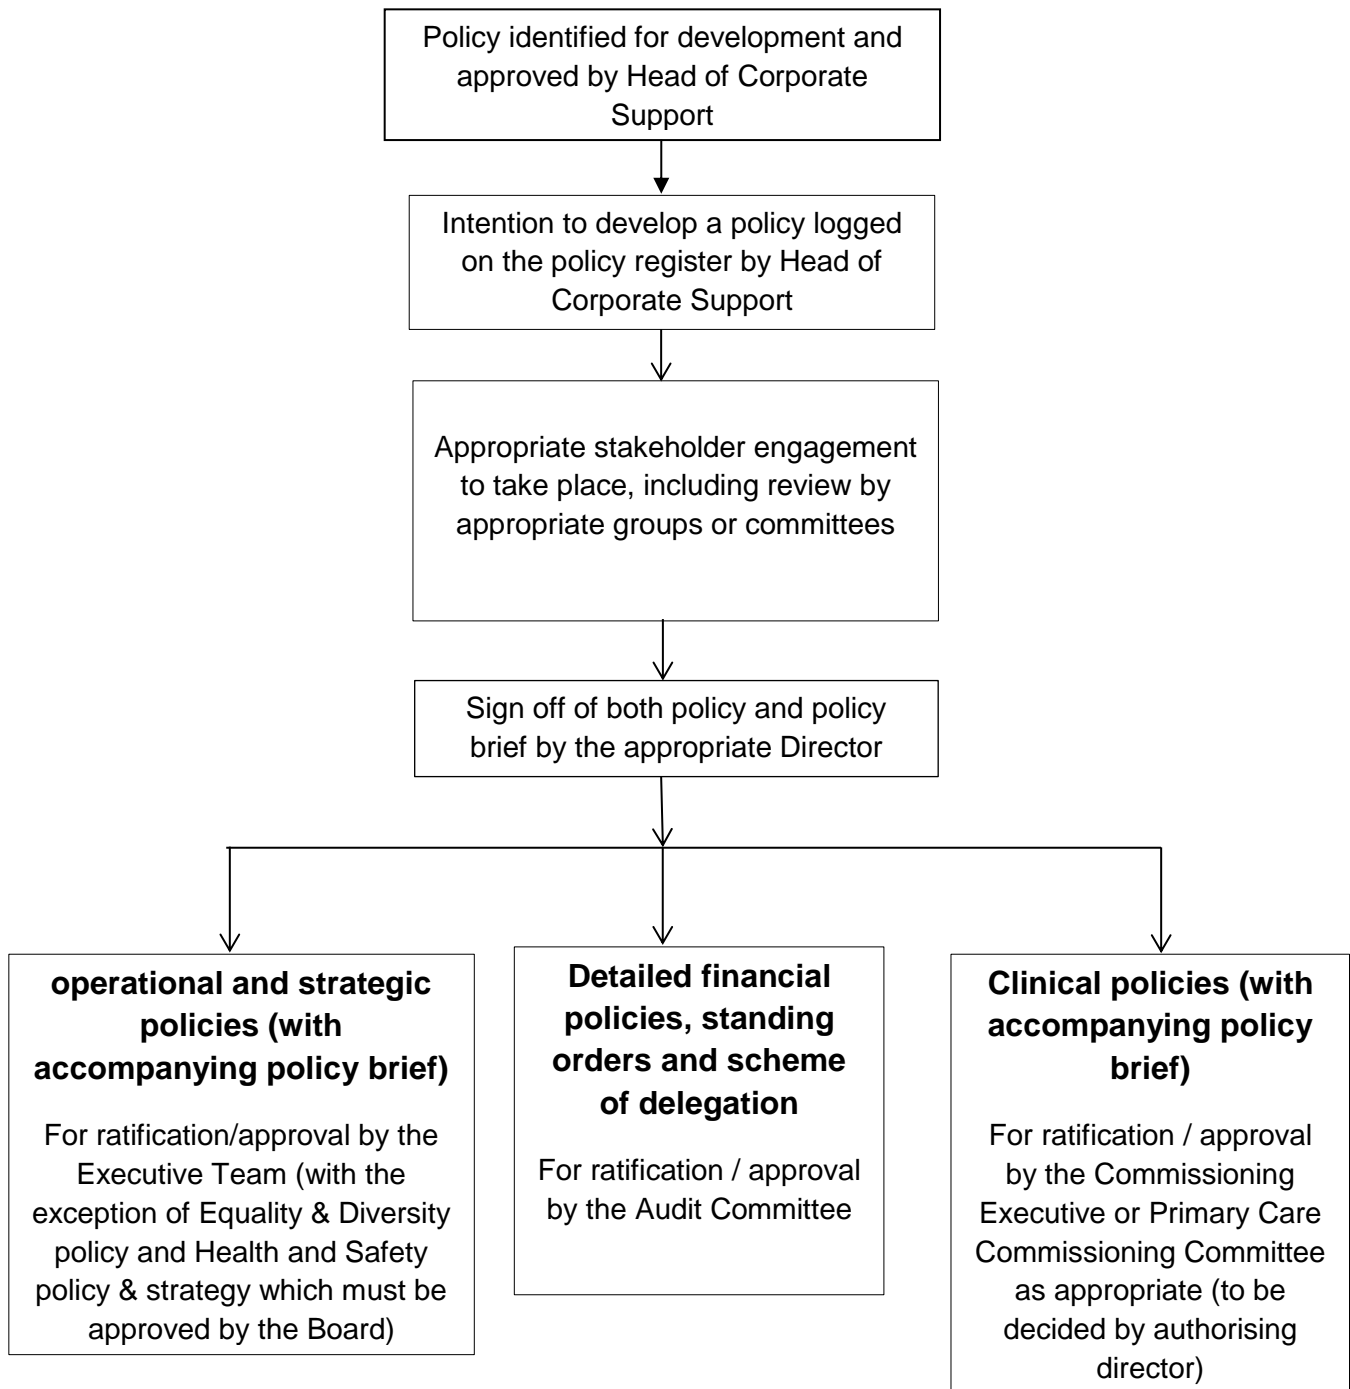 Policy identified for development and
approved by Head of Corporate
Support
Intention to develop a policy logged
on the policy register by Head of
Corporate Support
Appropriate stakeholder engagement
to take place, including review by
appropriate groups or committees
Sign off of both policy and policy
brief by the appropriate Director
operational and strategic
policies (with
accompanying policy brief)
For ratification/approval by the
Executive Team (with the
exception of Equality & Diversity
policy and Health and Safety
policy & strategy which must be
approved by the Board)
Detailed financial
policies, standing
orders and scheme
of delegation
For ratification / approval
by the Audit Committee
Clinical policies (with
accompanying policy
brief)
For ratification / approval
by the Commissioning
Executive or Primary Care
Commissioning Committee
as appropriate (to be
decided by authorising
director)